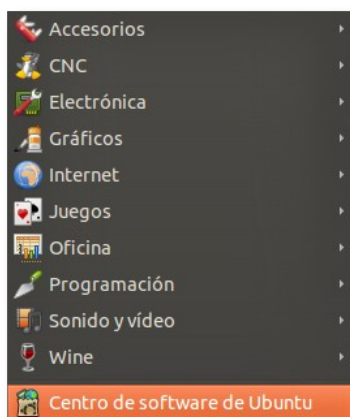 Accesorios
CNC
Electrónica
Gráficos
Internet
Juegos
Oficina
Programación
Sonido y vídeo
Wine
Centro de software de Ubuntu